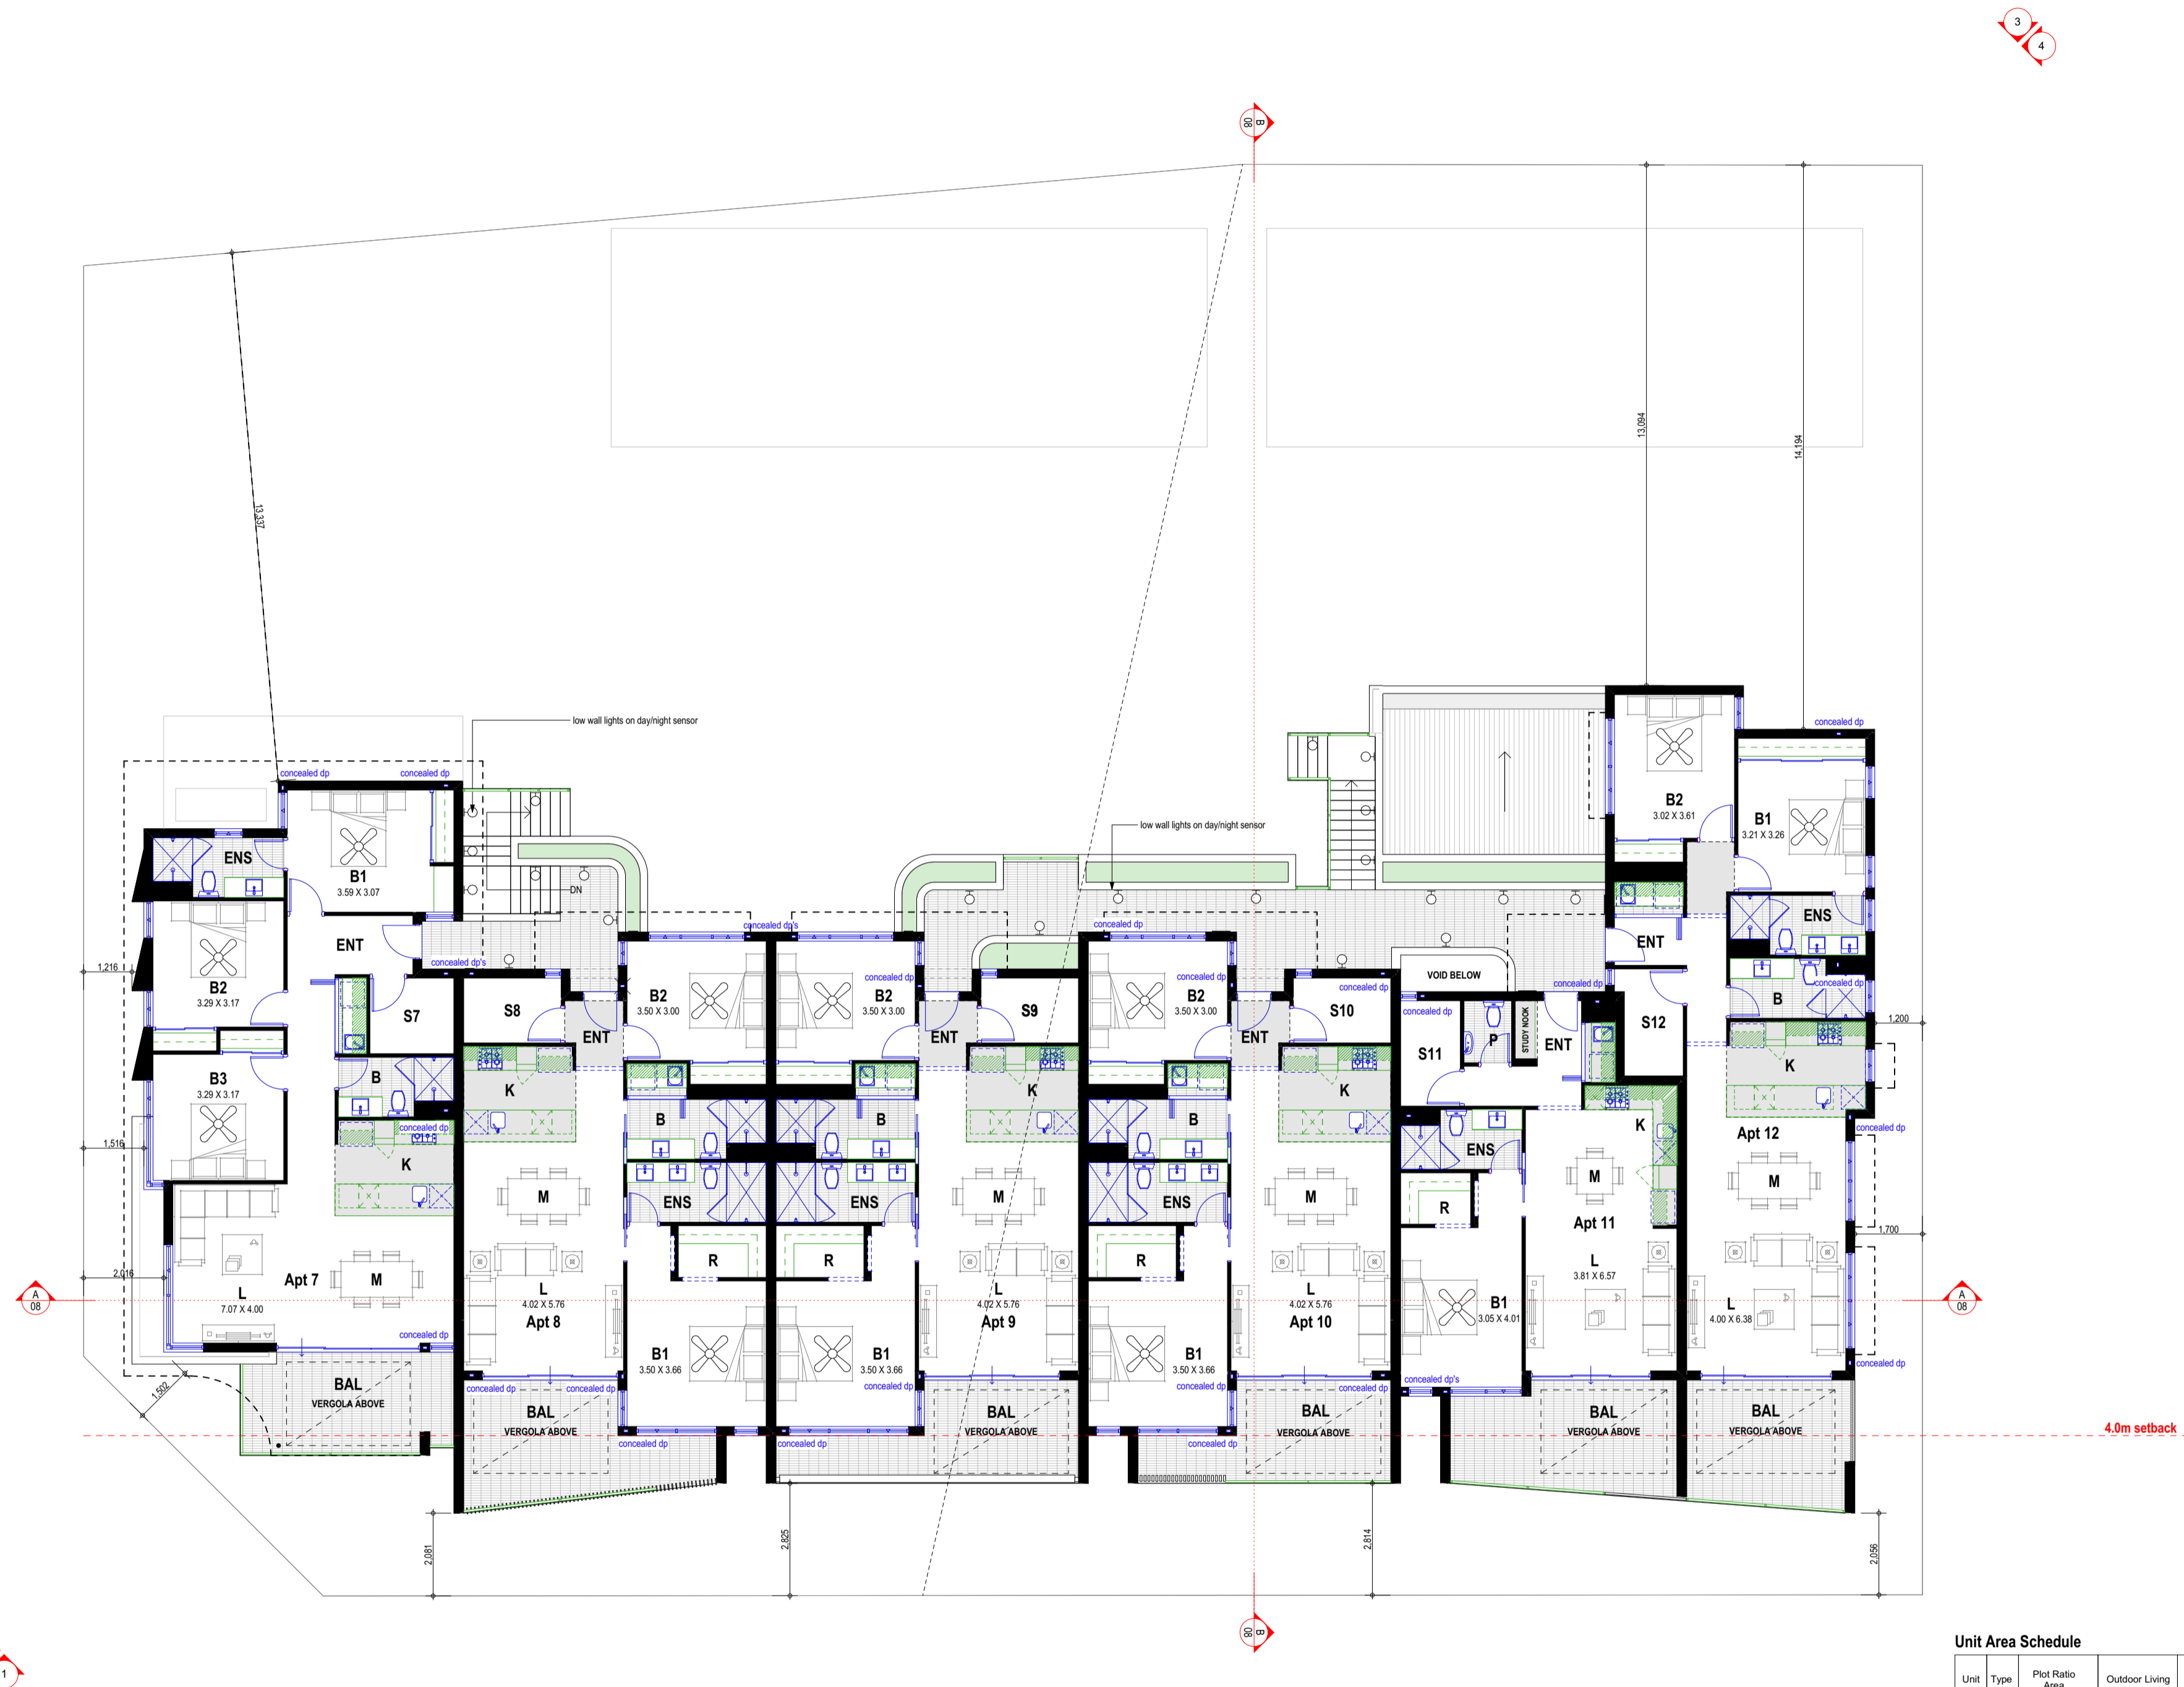 3
4
B
08
13,094
14,194
13,337
low wall lights on day/night sensor
concealed dp
concealed dp
concealed dp
B2
3.02 X 3.61
B1
3.21 X 3.26
low wall lights on day/night sensor
ENS
B1
3.59 X 3.07
DN
ENS
ENT
concealed dp's
concealed dp's
concealed dp
ENT
1,216
B2
3.29 X 3.17
S7
S8
ENT
B2
3.50 X 3.00
concealed dp
B2
3.50 X 3.00
ENT
S9
concealed dp
B2
3.50 X 3.00
ENT
concealed dp
S10
VOID BELOW
concealed dp
concealed dp
S11
P
STUDY NOOK
ENT
S12
B
concealed dp
1,200
B3
3.29 X 3.17
B
K
K
K
K
concealed dp
1,516
K
B
B
B
K
Apt 12
concealed dp
ENS
M
ENS
ENS
M
ENS
M
M
M
R
Apt 11
1,700
R
R
R
2,016
Apt 7
M
L
7.07 X 4.00
L
4.02 X 5.76
Apt 8
L
4.02 X 5.76
Apt 9
L
4.02 X 5.76
Apt 10
L
3.81 X 6.57
B1
3.05 X 4.01
L
4.00 X 6.38
A
08
A
08
concealed dp
B1
3.50 X 3.66
B1
3.50 X 3.66
B1
3.50 X 3.66
concealed dp
1,502
BAL
VERGOLA ABOVE
concealed dp
concealed dp
concealed dp
concealed dp
concealed dp
concealed dp's
BAL
VERGOLA ABOVE
BAL
VERGOLA ABOVE
BAL
VERGOLA ABOVE
BAL
VERGOLA ABOVE
BAL
VERGOLA ABOVE
concealed dp
concealed dp
concealed dp
4.0m setback
2,081
2,825
2,814
2,056
B
08
1
Unit Area Schedule
Unit
Type
Plot Ratio
Area
Outdoor Living